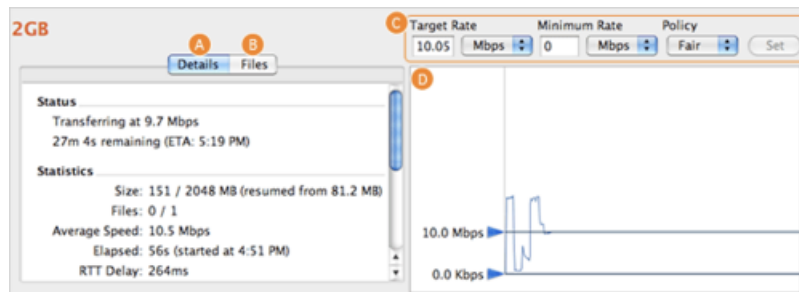 2GB
A B
Details Files
C Target Rate Minimum Rate Policy
10.05 Mbps 0 Mbps Fair Set
Status
Transferring at 9.7 Mbps
27m 4s remaining (ETA: 5:19 PM)
Statistics
Size: 151 / 2048 MB (resumed from 81.2 MB)
Files: 0 / 1
Average Speed: 10.5 Mbps
Elapsed: 56s (started at 4:51 PM)
RTT Delay: 264ms
D
10.0 Mbps
0.0 Kbps